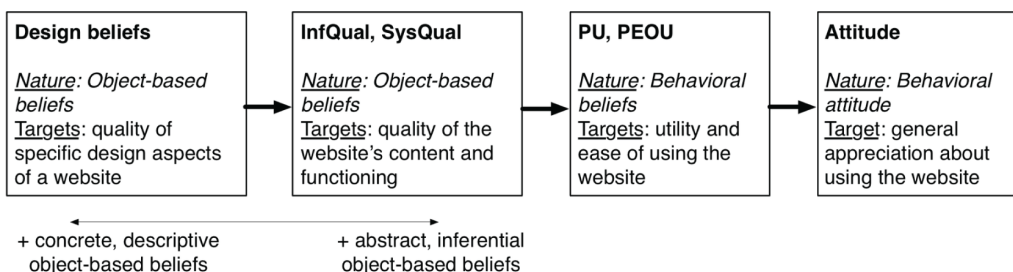 Design beliefs
Nature: Object-based
beliefs
Targets: quality of
specific design aspects
of a website
InfQual, SysQual
Nature: Object-based
beliefs
Targets: quality of the
website's content and
functioning
PU, PEOU
Nature: Behavioral
beliefs
Targets: utility and
ease of using the
website
Attitude
Nature: Behavioral
attitude
Target: general
appreciation about
using the website
+ concrete, descriptive
object-based beliefs
+ abstract, inferential
object-based beliefs